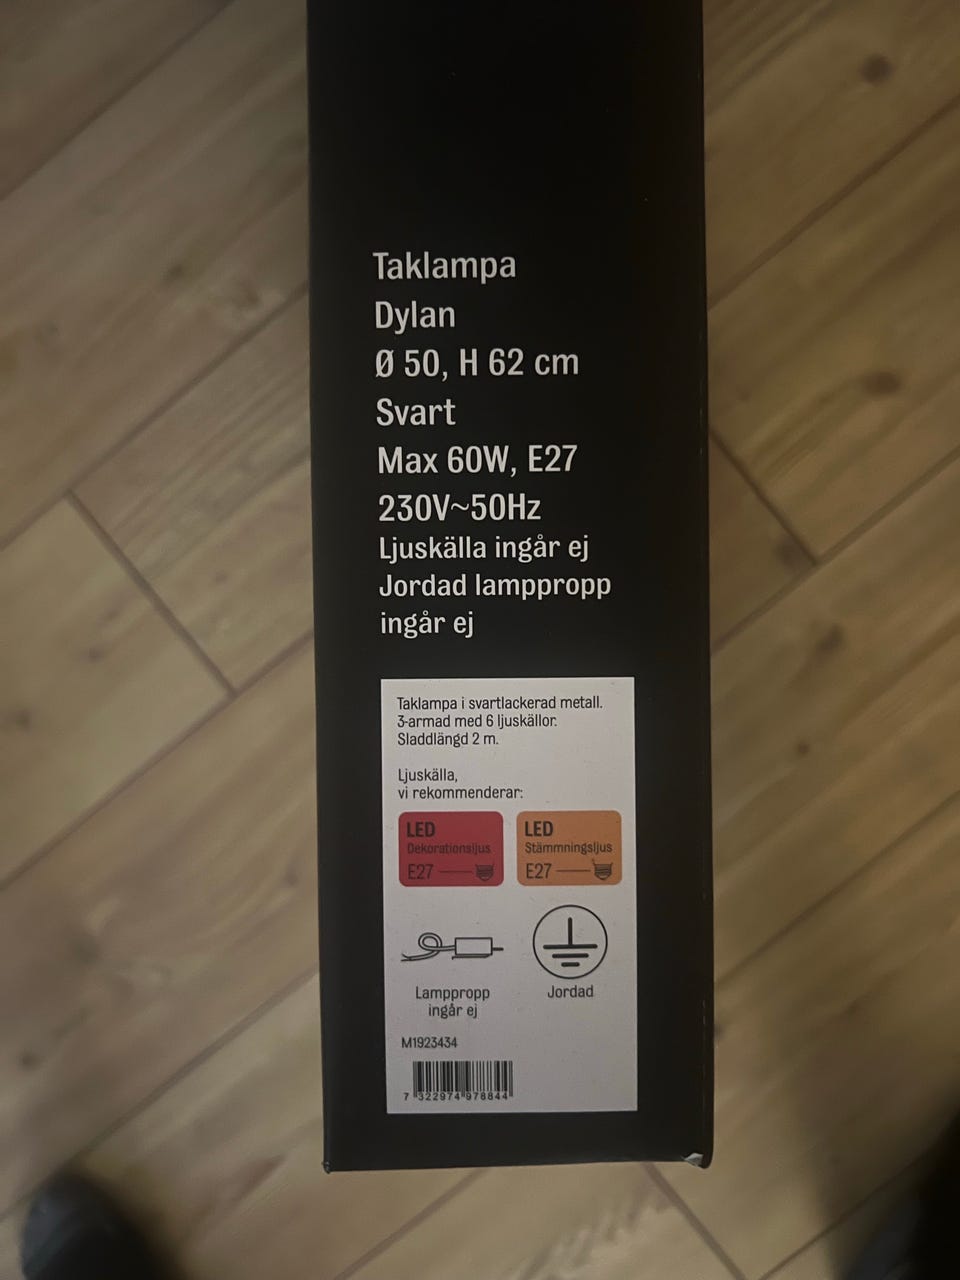 Taklampa
Dylan
Ø 50, H 62 cm
Svart
Max 60W, E27
230V~50Hz
Ljuskälla ingår ej
Jordad lamppropp
ingår ej
Taklampa i svartlackerad metall.
3-armad med 6 ljuskällor.
Sladdlängd 2 m.
Ljuskälla,
vi rekommenderar:
LED
Dekorationsljus
E27
LED
Stämmningsljus
E27
Lamppropp
ingår ej
Jordad
M1923434
7 322974 978844